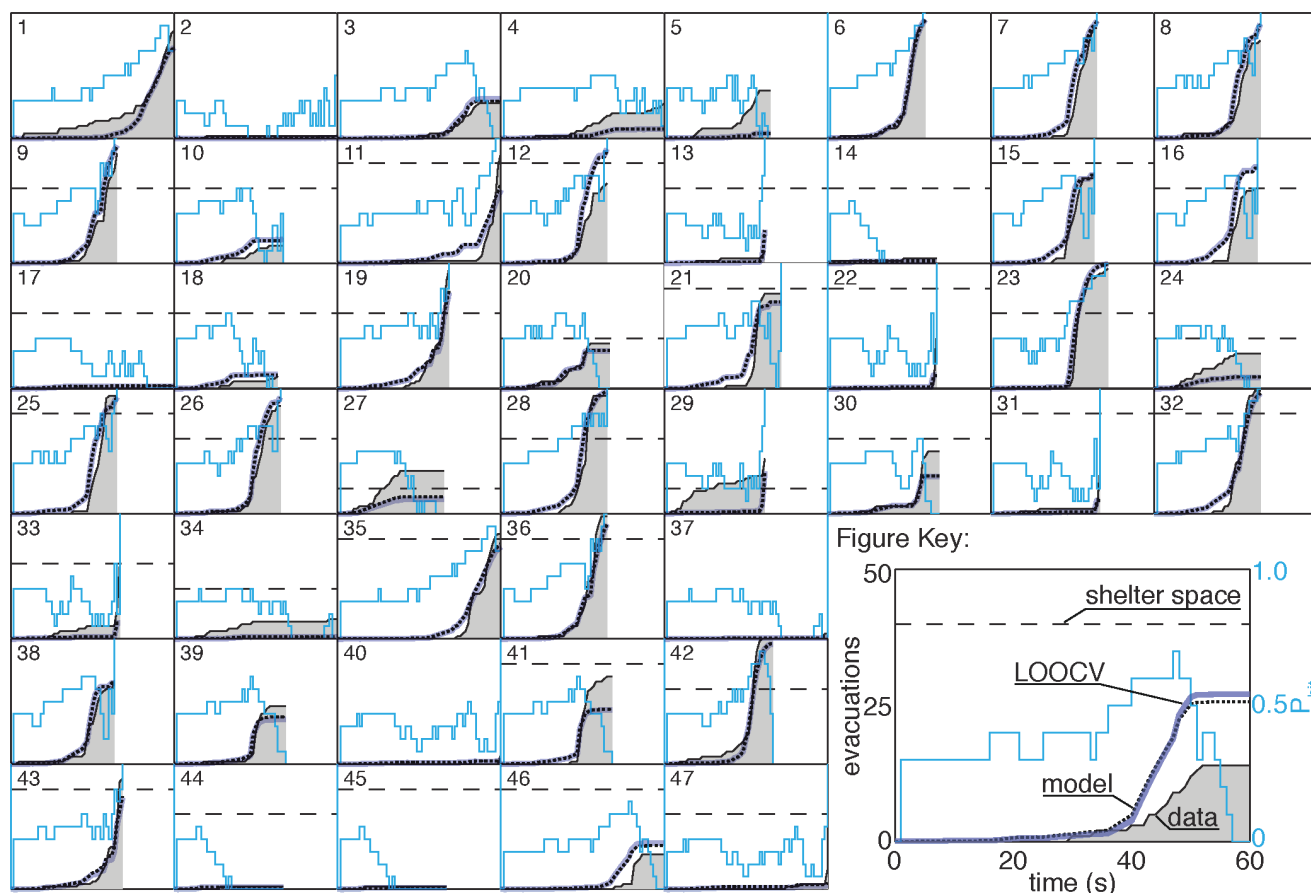 1 2 3 4 5 6 7 8
9 10 11 12 13 14 15 16
17 18 19 20 21 22 23 24
25 26 27 28 29 30 31 32
33 34 35 36 37
Figure Key:
50
1.0
shelter space
38 39 40 41 42
LOOCV
evacuations
25
0.5
model
data
43 44 45 46 47
0
0
0 20 40 60
time (s)